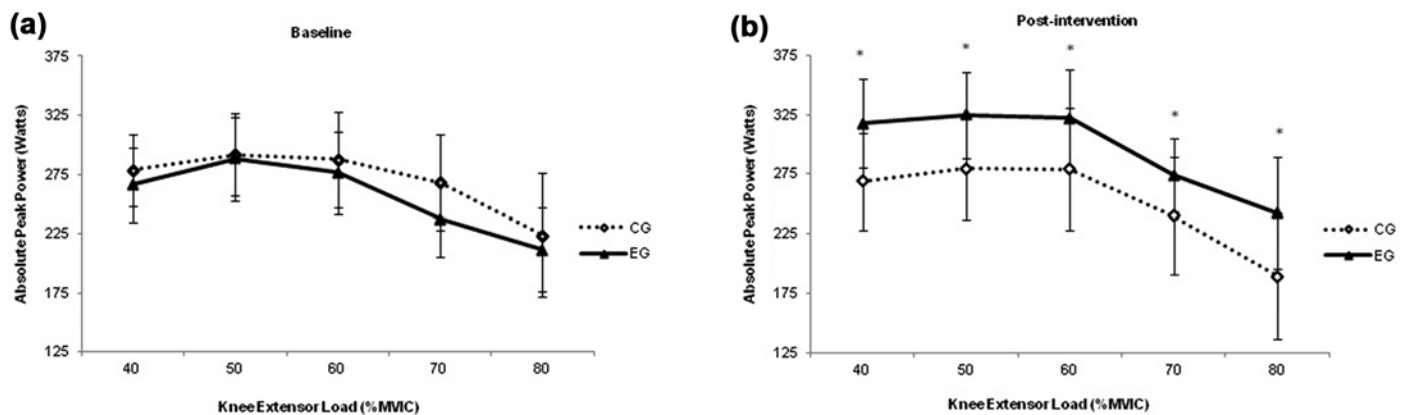 (a)
Baseline
Absolute Peak Power (Watts)
375
325
275
225
175
125
40 50 60 70 80
Knee Extensor Load (%MVIC)
CG
EG
(b)
Post-intervention
Absolute Peak Power (Watts)
375
325
275
225
175
125
* * * * *
40 50 60 70 80
Knee Extensor Load (%MVIC)
CG
EG